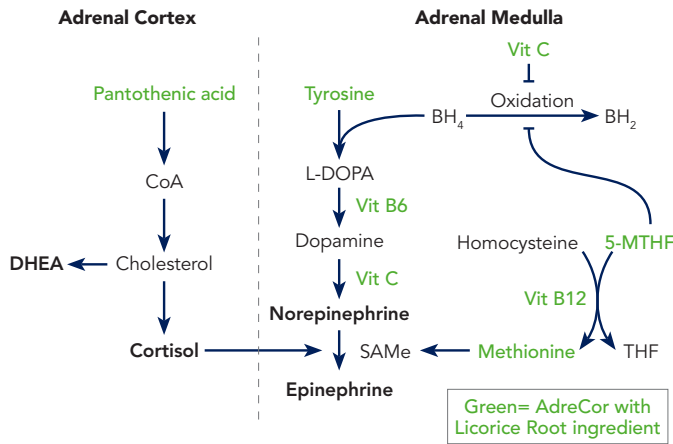 Adrenal Cortex
Adrenal Medulla
Vit C
Pantothenic acid
Tyrosine
Oxidation
BH4
BH2
CoA
L-DOPA
Vit B6
DHEA
Cholesterol
Dopamine
Homocysteine
5-MTHF
Vit C
Vit B12
Norepinephrine
Cortisol
SAMe
Methionine
THF
Epinephrine
Green= AdreCor with
Licorice Root ingredient